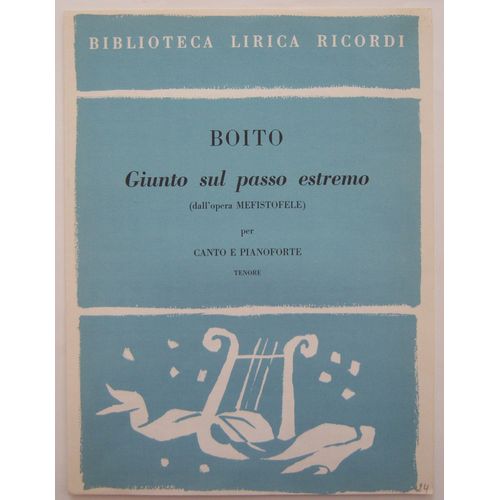 BIBLIOTECA LIRICA RICORDI
BOITO
Giunto sul passo estremo
(dall'opera MEFISTOFELE)
per
CANTO E PIANOFORTE
TENORE